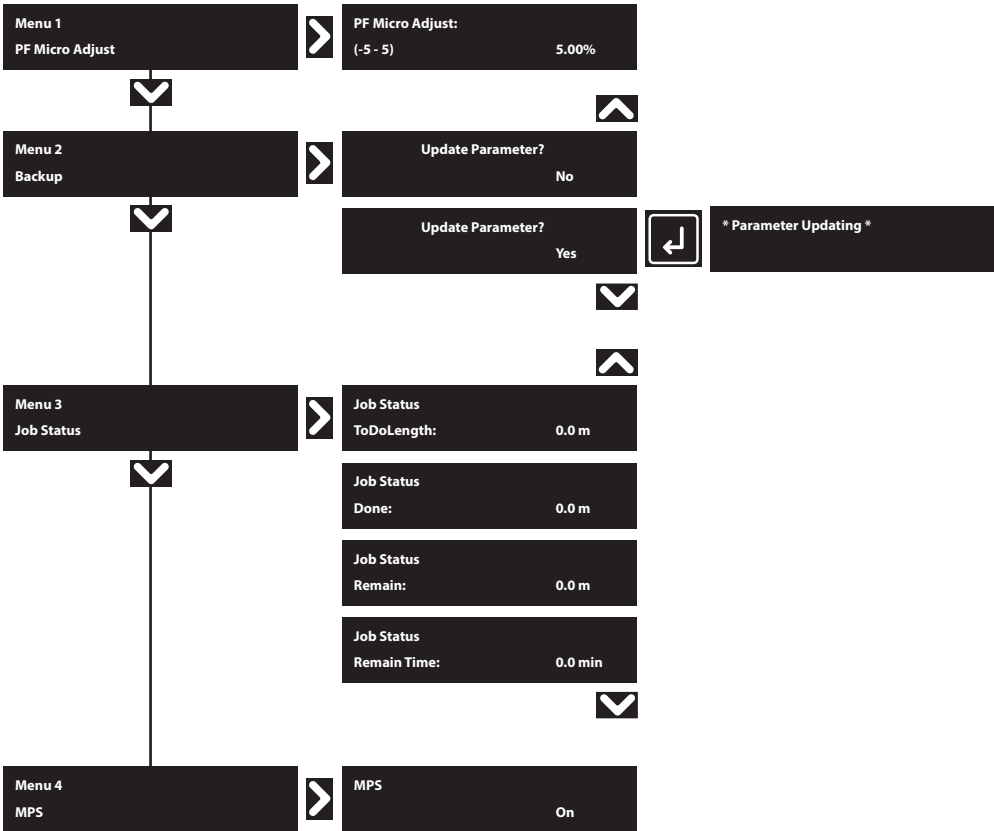 Menu 1
PF Micro Adjust
PF Micro Adjust:
(-5 - 5) 5.00%
Menu 2
Backup
Update Parameter?
No
Update Parameter?
Yes
* Parameter Updating *
Menu 3
Job Status
Job Status
ToDoLength: 0.0 m
Job Status
Done: 0.0 m
Job Status
Remain: 0.0 m
Job Status
Remain Time: 0.0 min
Menu 4
MPS
MPS
On